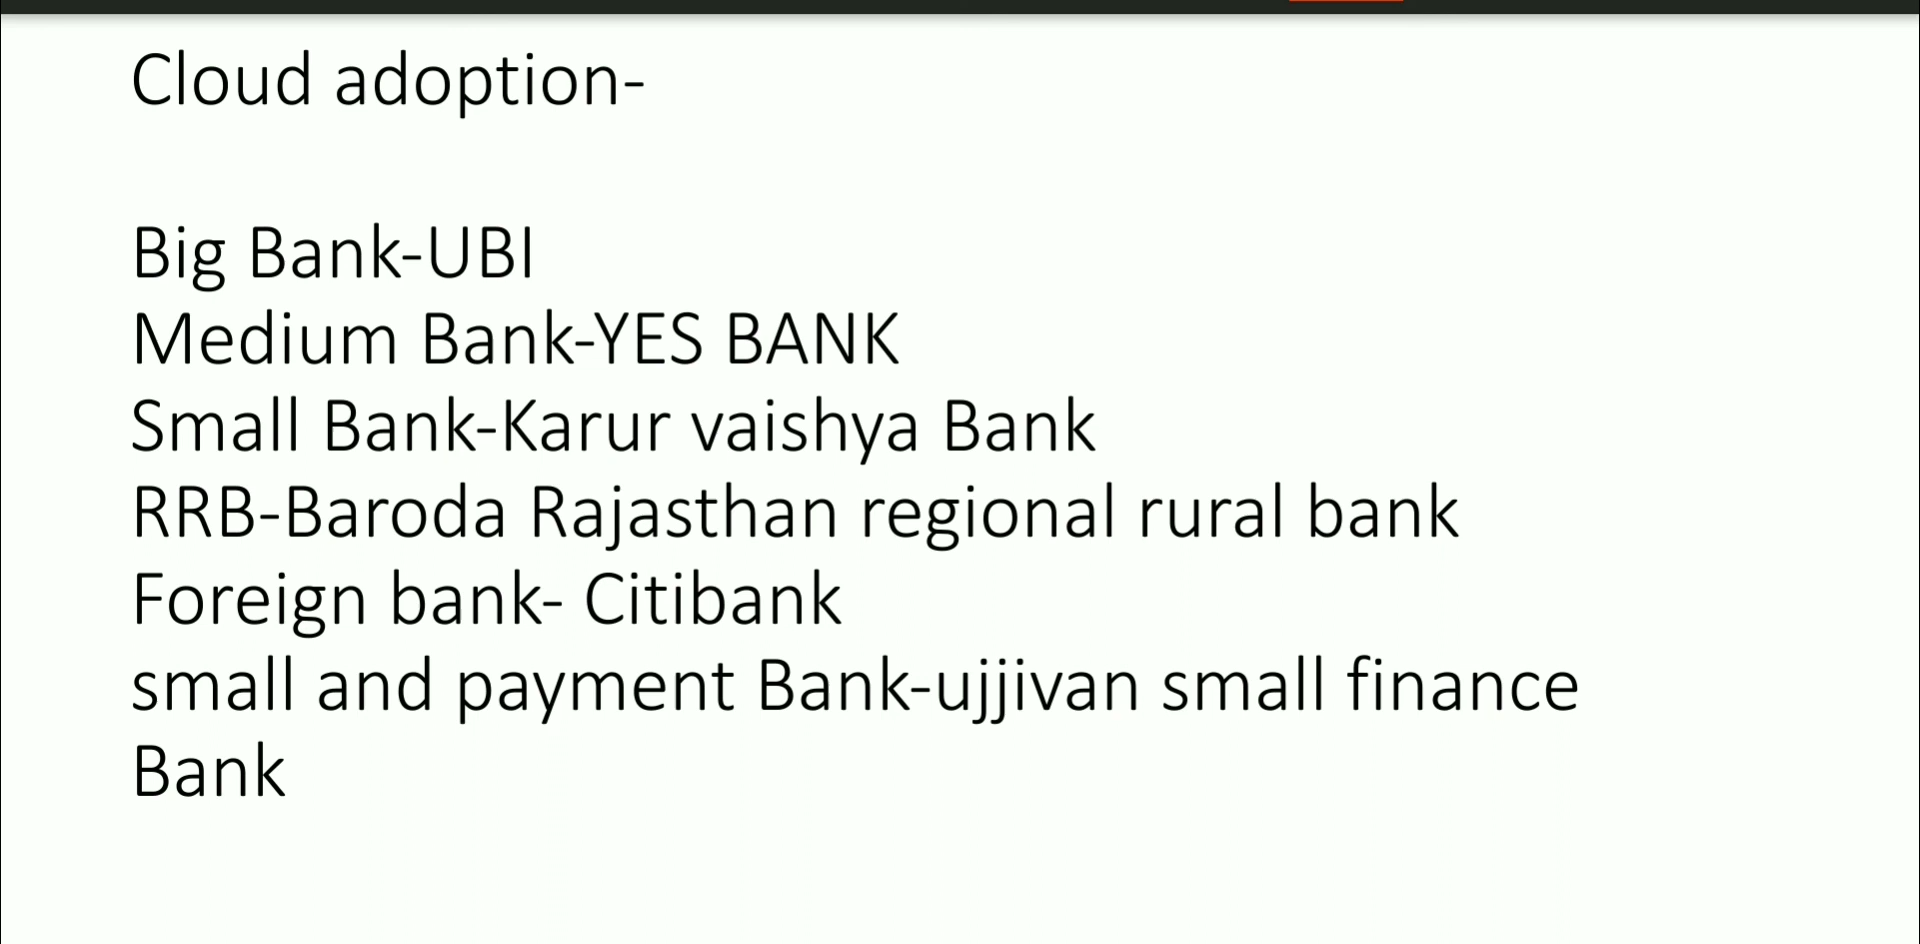 Cloud adoption-
Big Bank-UBI
Medium Bank-YES BANK
Small Bank-Karur vaishya Bank
RRB-Baroda Rajasthan regional rural bank
Foreign bank- Citibank
small and payment Bank-ujjivan small finance
Bank